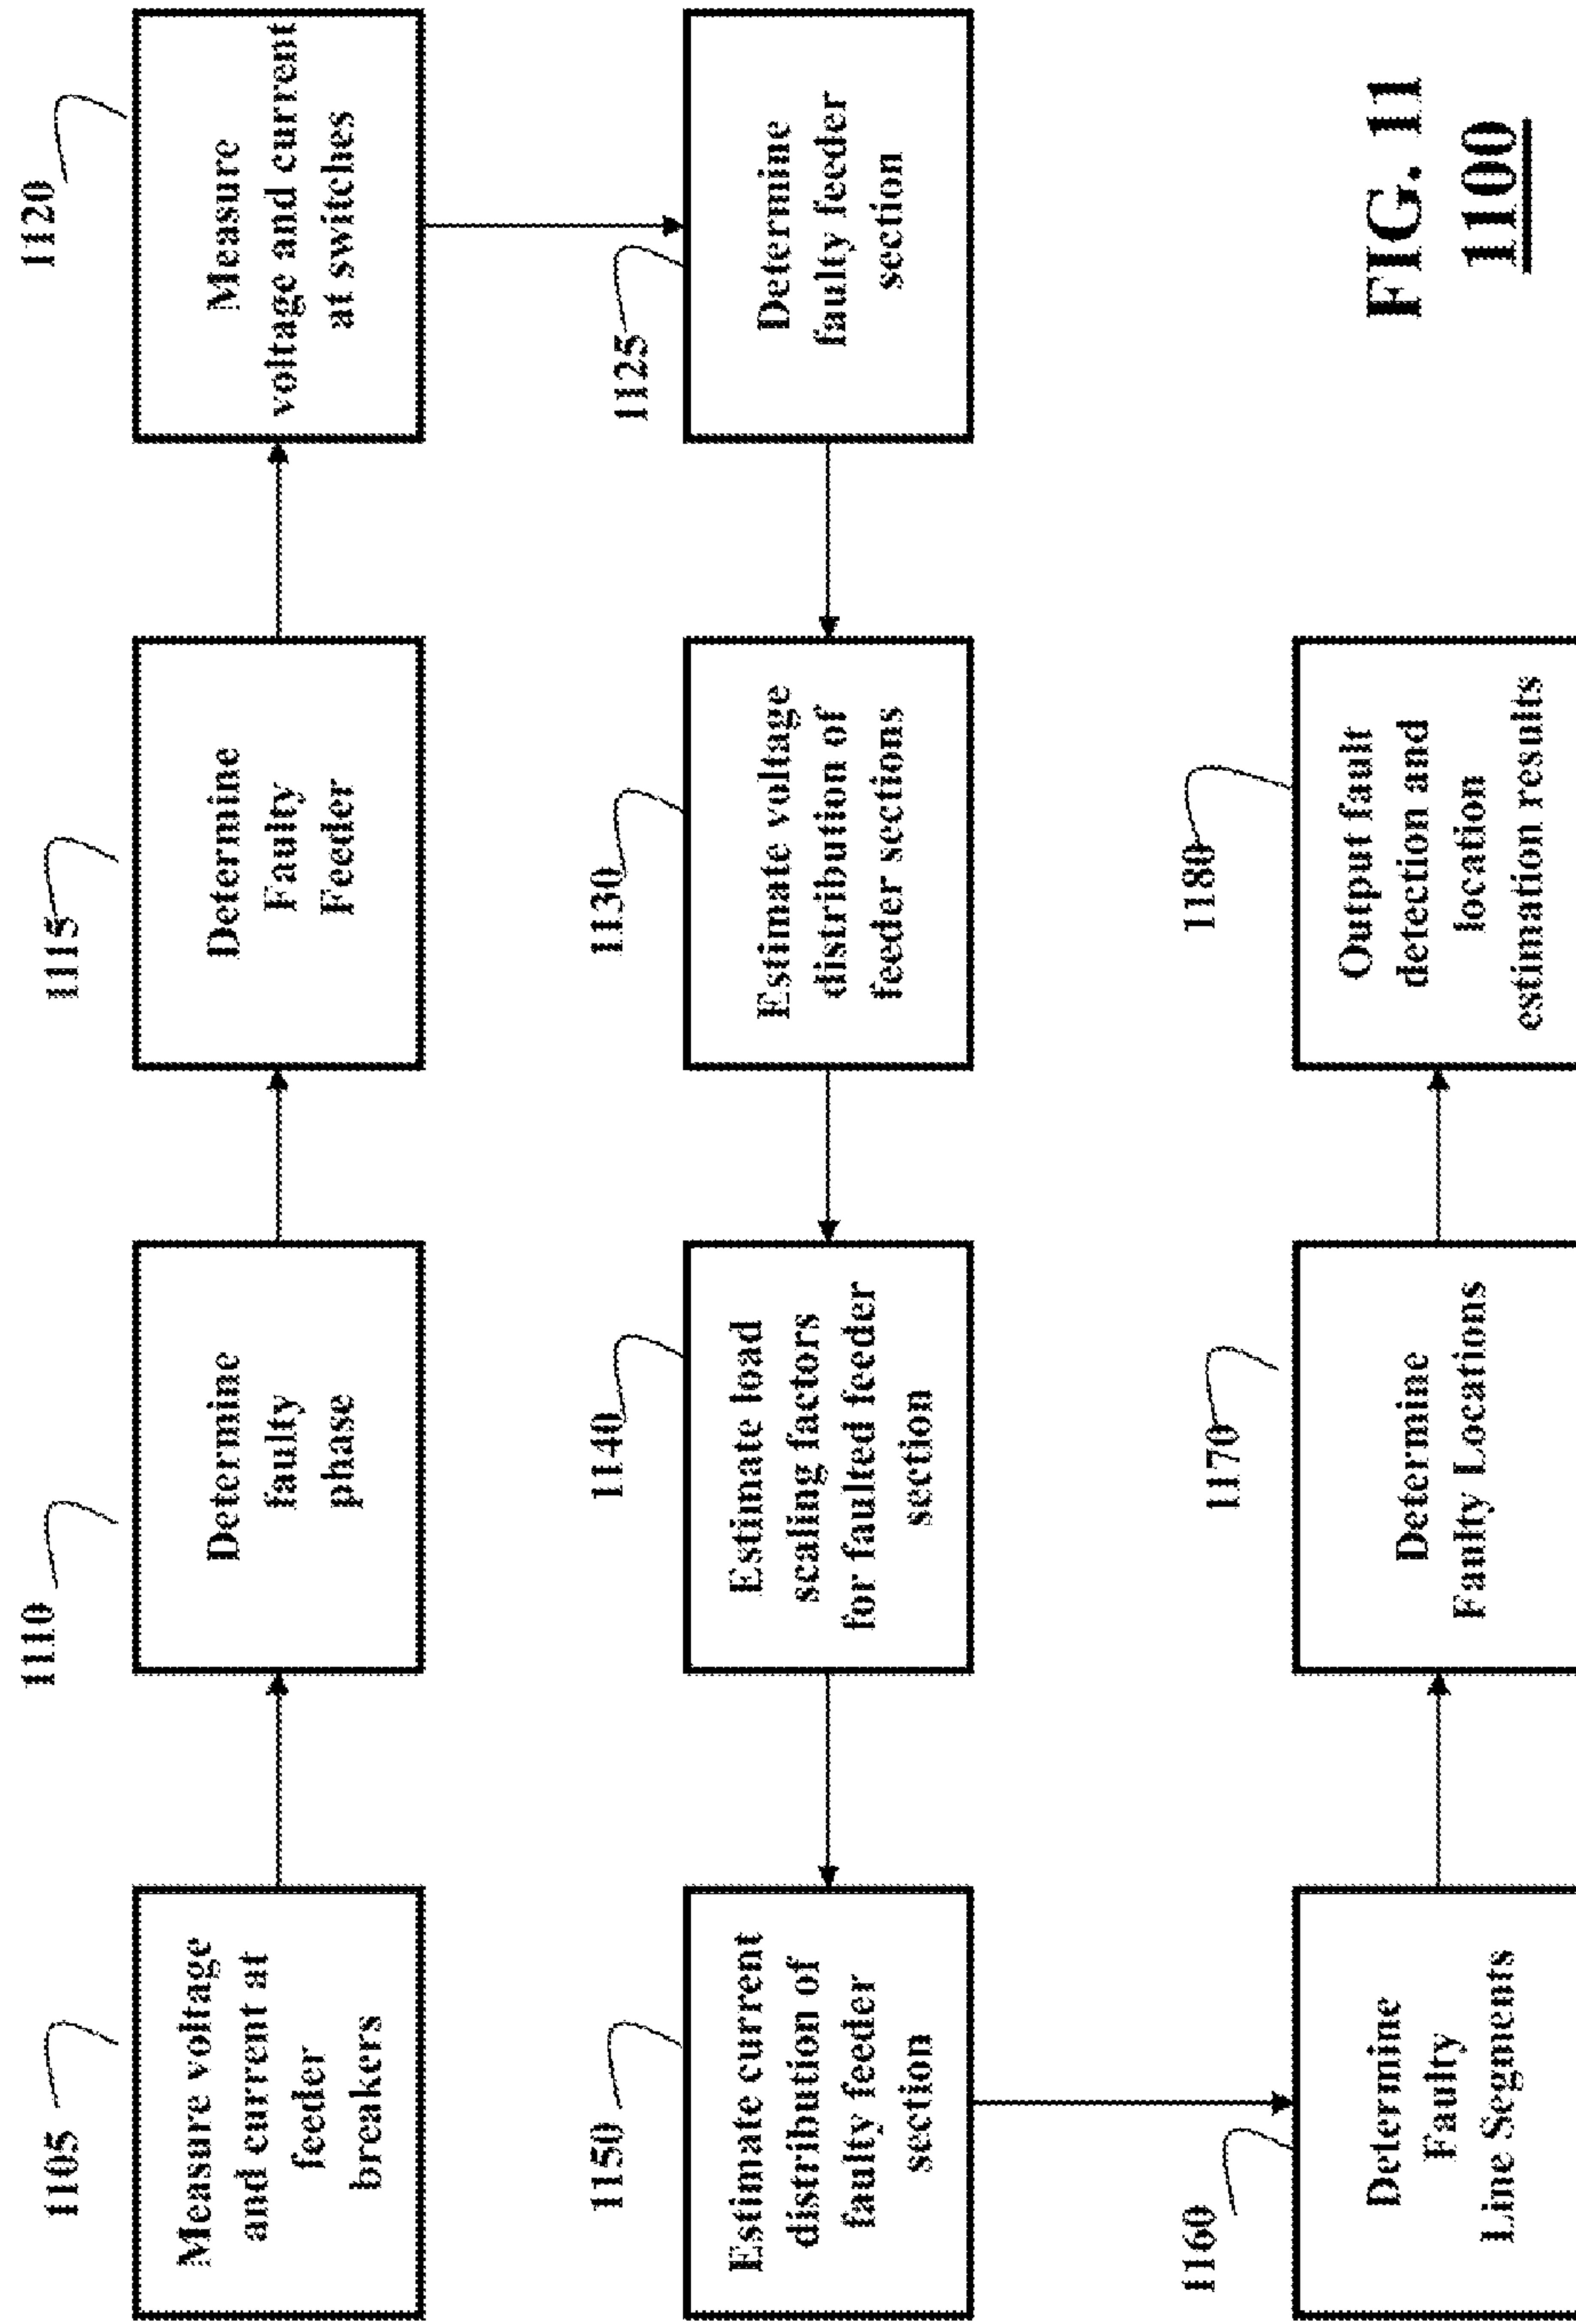 1105
Measure voltage
and current at
feeder
breakers
1110
Determine
faulty
phase
1115
Determine
Faulty
Feeder
1120
Measure
voltage and current
at switches
1125
Determine
faulty feeder
section
1130
Estimate voltage
distribution of
feeder sections
1140
Estimate load
scaling factors
for faulted feeder
section
1150
Estimate current
distribution of
faulty feeder
section
1160
Determine
Faulty
Line Segments
1170
Determine
Faulty Locations
1180
Output fault
detection and
location
estimation results
FIG. 11
1100